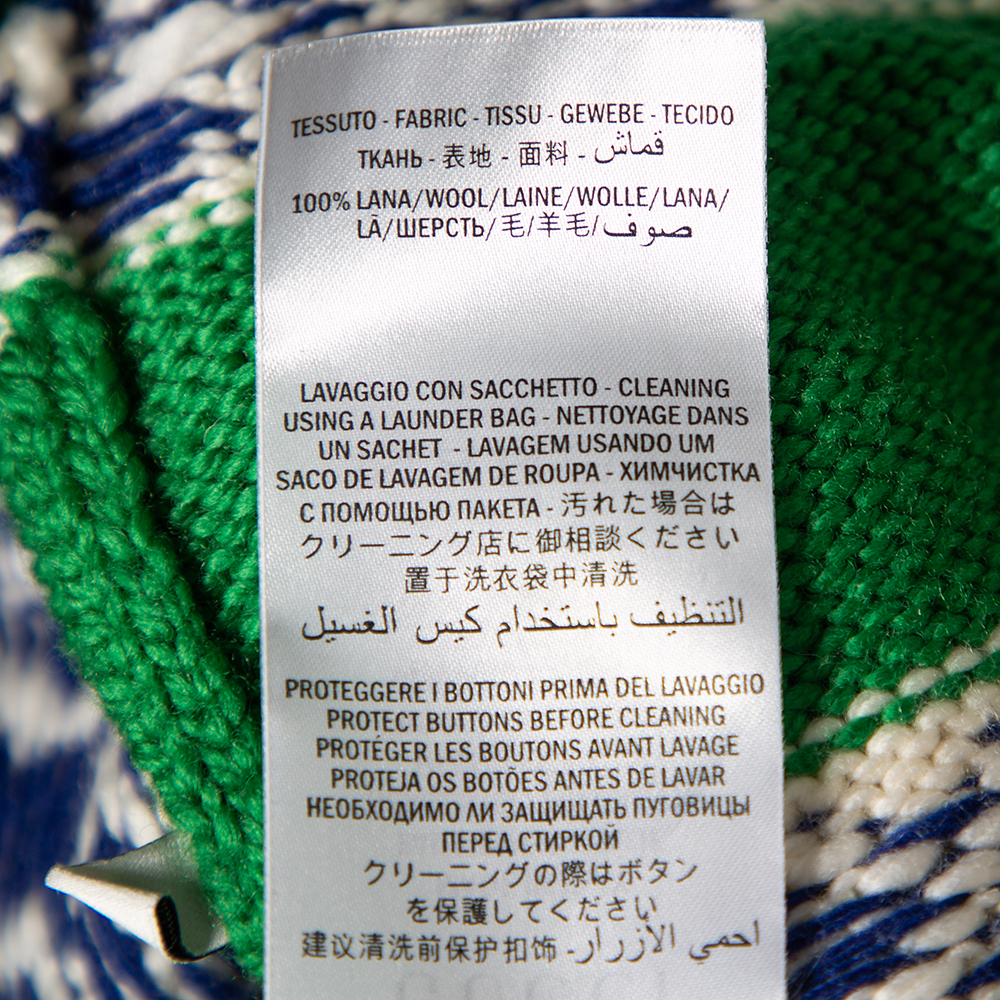 TESSUTO - FABRIC - TISSU - GEWEBE - TECIDO
ТКАНЬ - 表地 - 面料 - قماش
100% LANA/WOOL/LAINE/WOLLE/LANA/
LÃ/ШЕРСТЬ/毛/羊毛/صوف
LAVAGGIO CON SACCHETTO - CLEANING
USING A LAUNDER BAG - NETTOYAGE DANS
UN SACHET - LAVAGEM USANDO UM
SACO DE LAVAGEM DE ROUPA - ХИМЧИСТКА
С ПОМОЩЬЮ ПАКЕТА - 汚れた場合は
クリーニング店に御相談ください
置于洗衣袋中清洗
التنظيف باستخدام كيس الغسيل
PROTEGGERE I BOTTONI PRIMA DEL LAVAGGIO
PROTECT BUTTONS BEFORE CLEANING
PROTÉGER LES BOUTONS AVANT LAVAGE
PROTEJA OS BOTÕES ANTES DE LAVAR
НЕОБХОДИМО ЛИ ЗАЩИЩАТЬ ПУГОВИЦЫ
ПЕРЕД СТИРКОЙ
クリーニングの際はボタン
を保護してください
建议清洗前保护扣饰 - احمي الأزرار